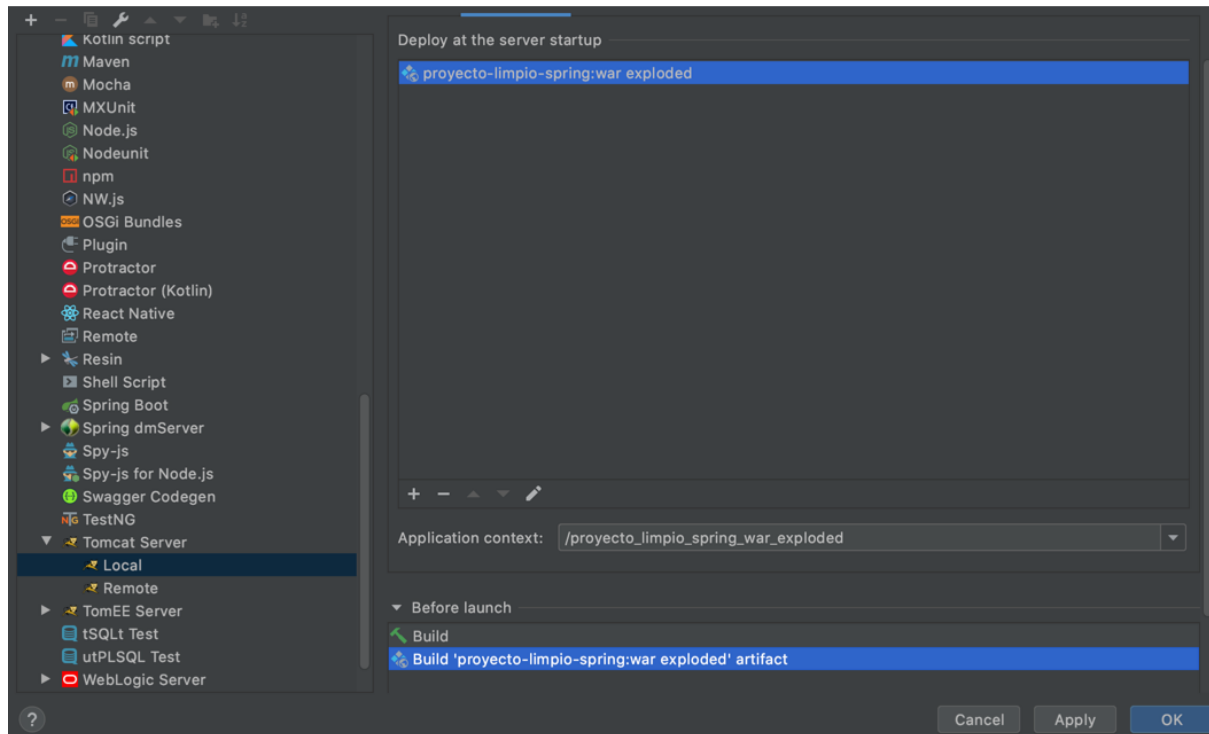 Kotlin script
Maven
Mocha
MXUnit
Node.js
Nodeunit
npm
NW.js
OSGi Bundles
Plugin
Protractor
Protractor (Kotlin)
React Native
Remote
Resin
Shell Script
Spring Boot
Spring dmServer
Spy-js
Spy-js for Node.js
Swagger Codegen
TestNG
Tomcat Server
Local
Remote
TomEE Server
tSQLt Test
utPLSQL Test
WebLogic Server
?
Deploy at the server startup
proyecto-limpio-spring:war exploded
Application context: /proyecto_limpio_spring_war_exploded
Before launch
Build
Build 'proyecto-limpio-spring:war exploded' artifact
Cancel Apply OK